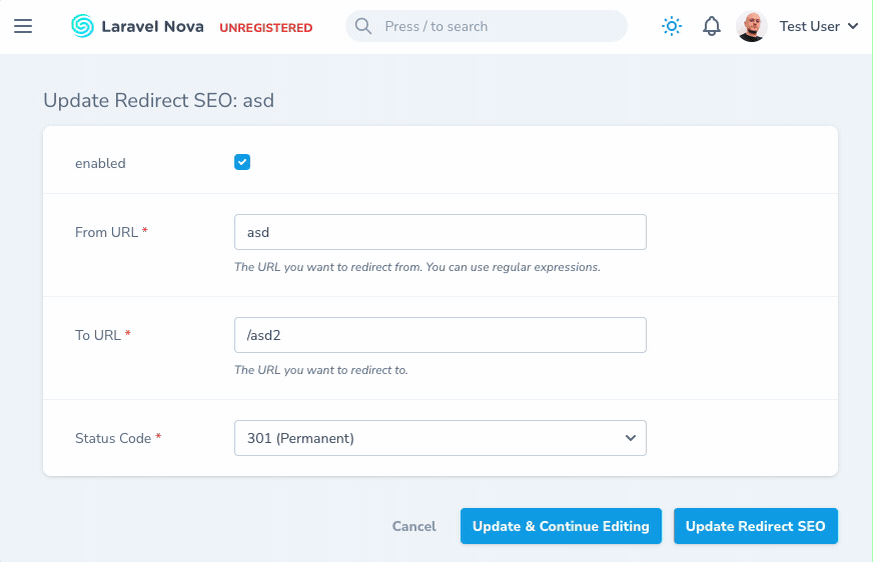 Laravel Nova UNREGISTERED Press / to search Test User
Update Redirect SEO: asd
enabled
From URL * asd
The URL you want to redirect from. You can use regular expressions.
To URL * /asd2
The URL you want to redirect to.
Status Code * 301 (Permanent)
Cancel Update & Continue Editing Update Redirect SEO